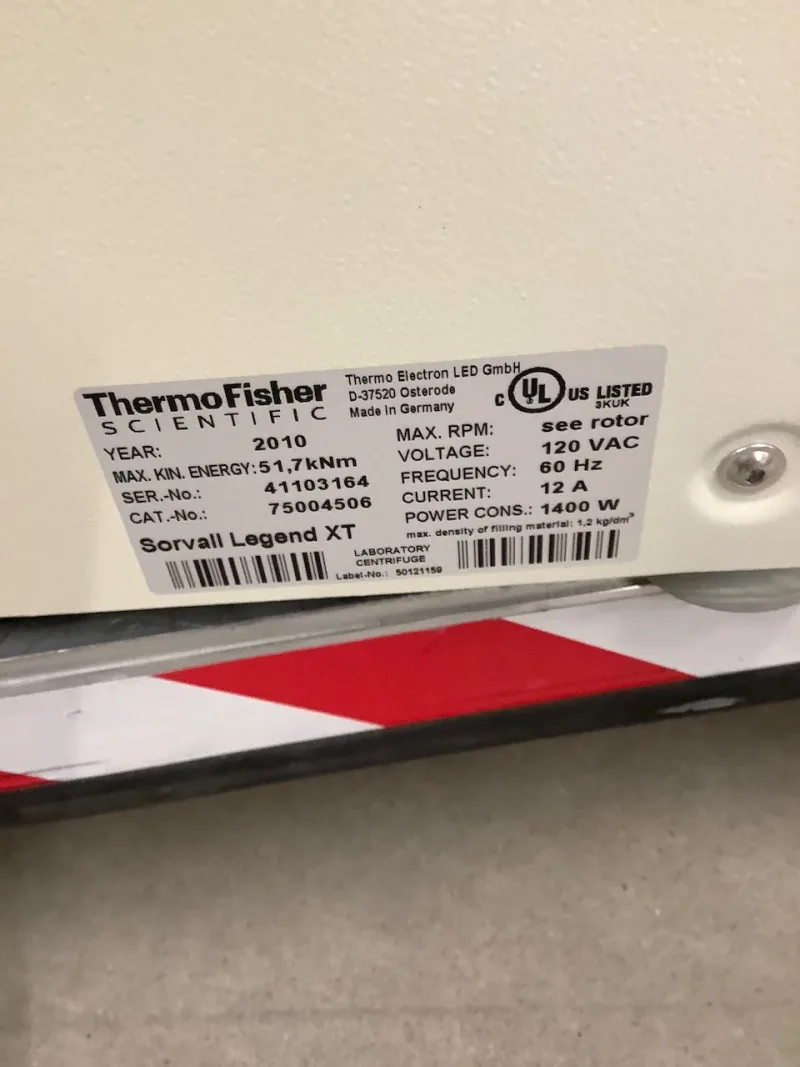 ThermoFisher
SCIENTIFIC
Thermo Electron LED GmbH
D-37520 Osterode
Made in Germany
C UL US LISTED
3KUK
YEAR: 2010
MAX. KIN. ENERGY: 51,7kNm
SER.-No.: 41103164
CAT.-No.: 75004506
Sorvall Legend XT
MAX. RPM: see rotor
VOLTAGE: 120 VAC
FREQUENCY: 60 Hz
CURRENT: 12 A
POWER CONS.: 1400 W
max. density of filling material: 1,2 kg/dm³
LABORATORY
CENTRIFUGE
Label-No.: 50121159